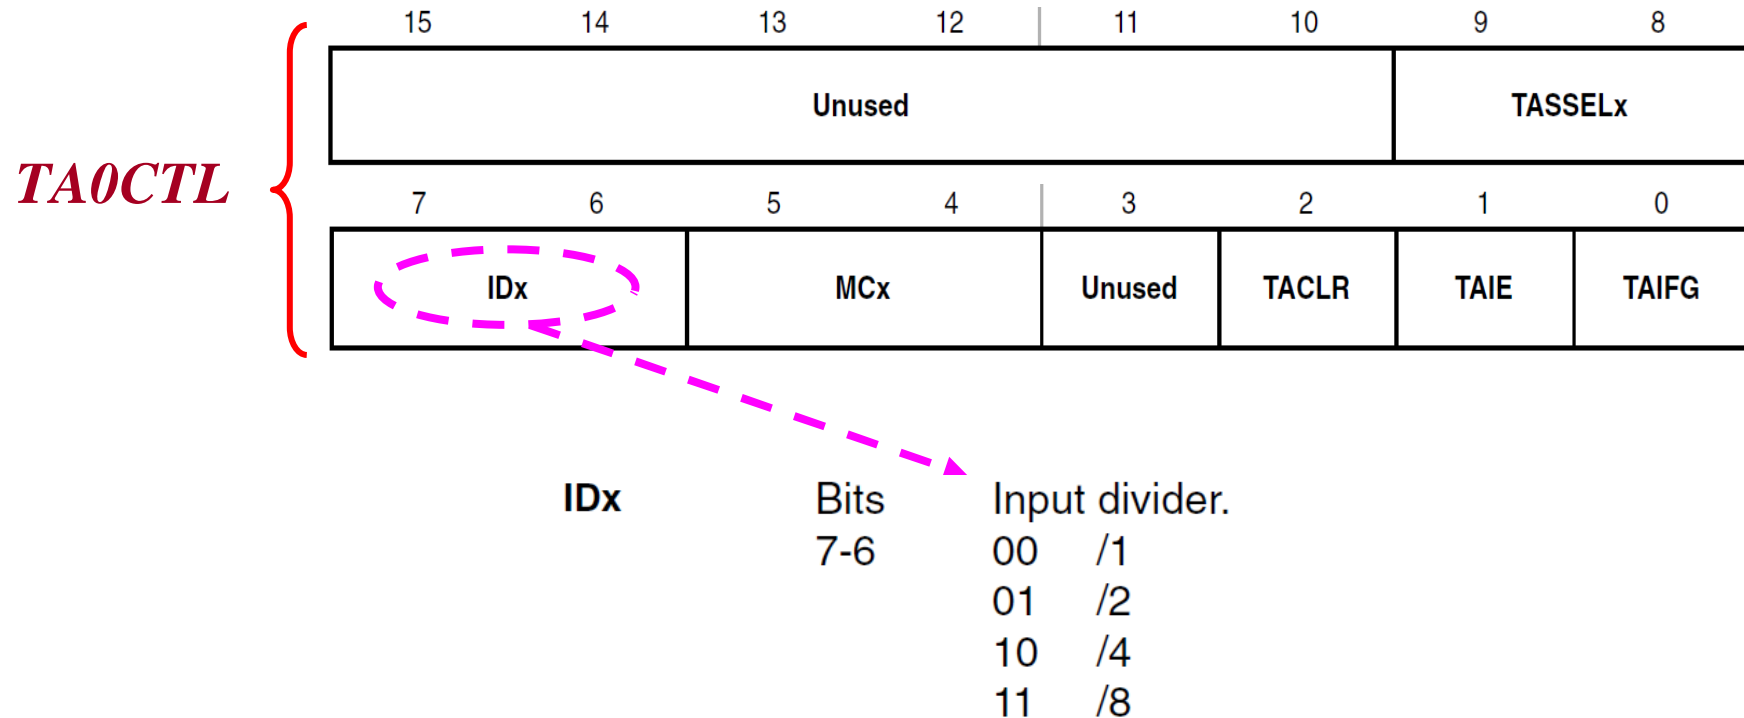 15 14 13 12 11 10 9 8
Unused TASSELx
TA0CTL
7 6 5 4 3 2 1 0
IDx MCx Unused TACLR TAIE TAIFG
IDx Bits Input divider.
7-6 00 /1
01 /2
10 /4
11 /8